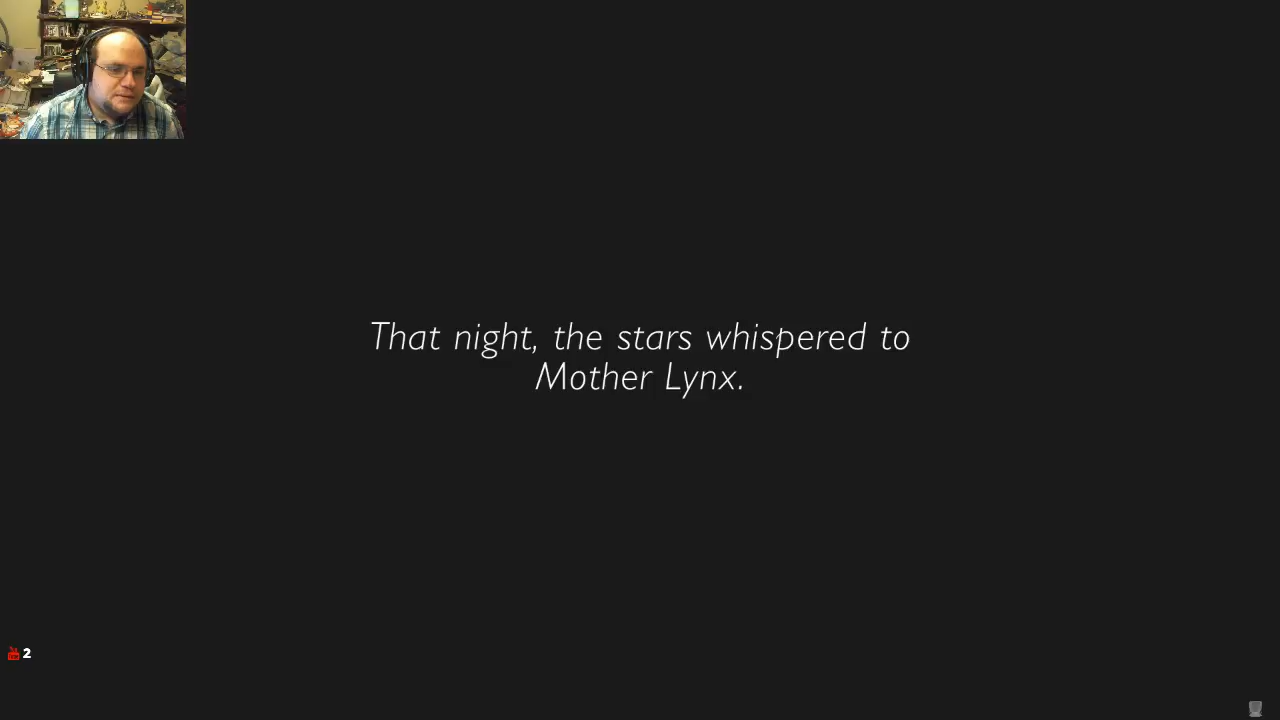 That night, the stars whispered to
Mother Lynx.
2